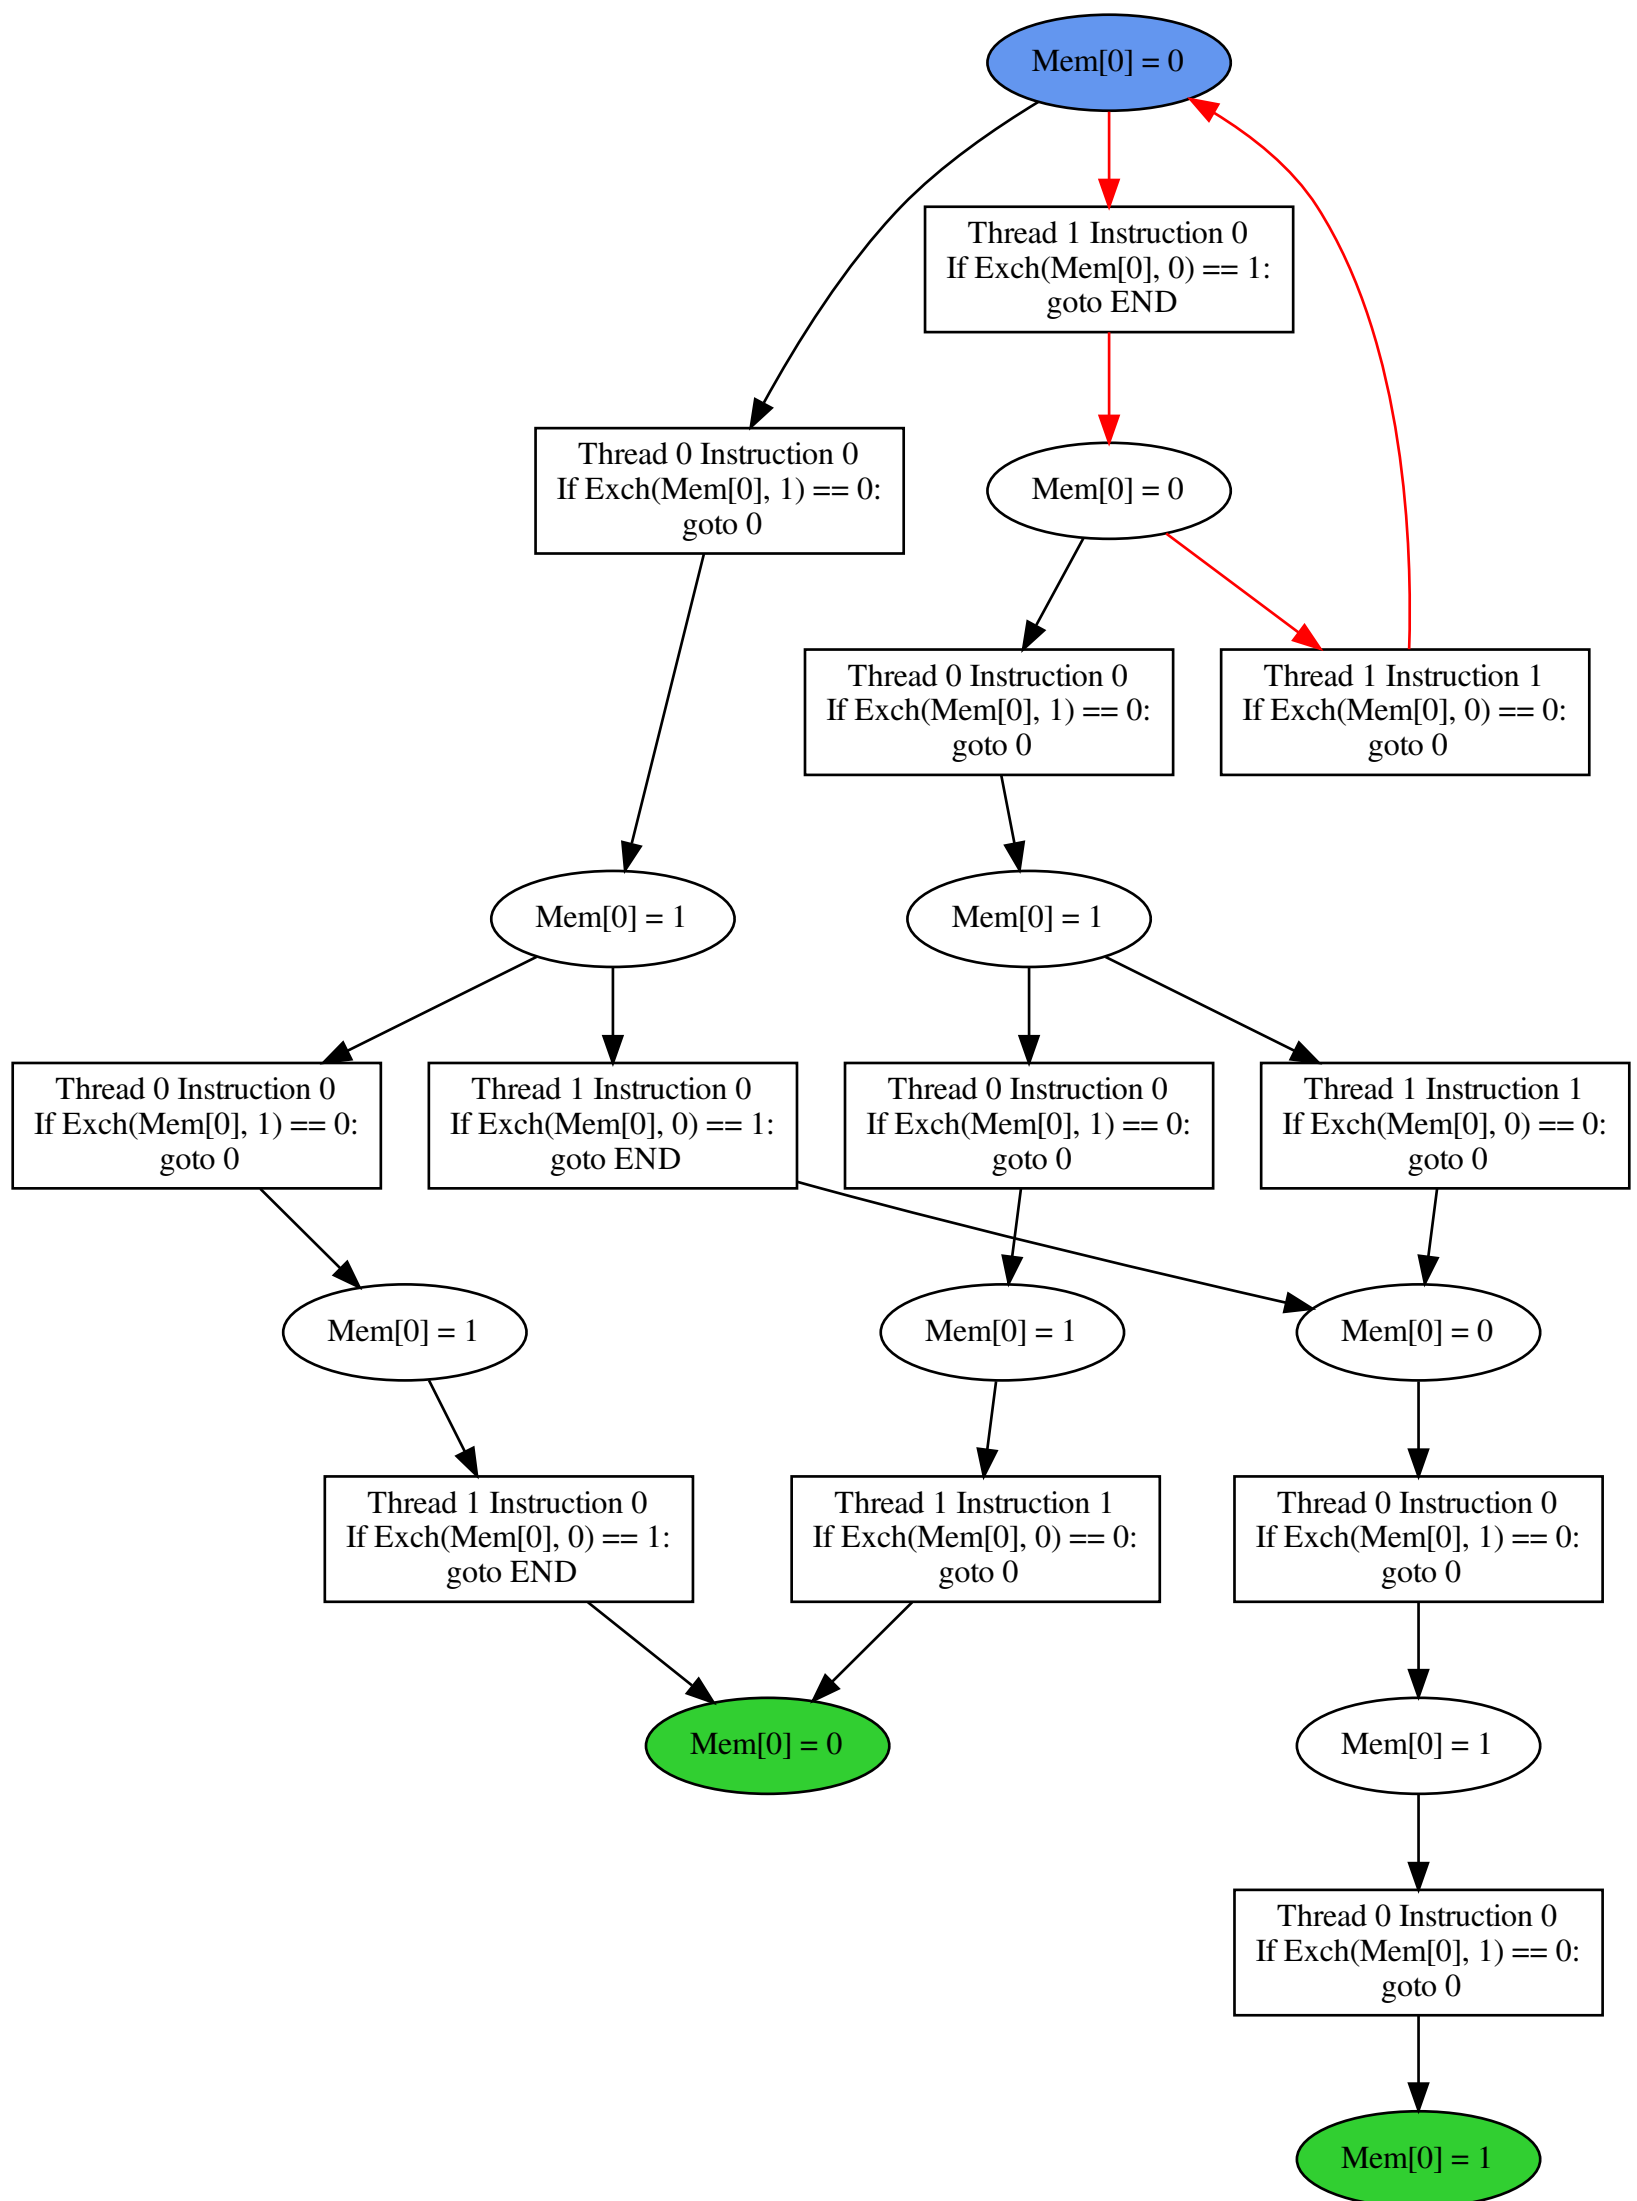 Mem[0] = 0
Thread 1 Instruction 0
If Exch(Mem[0], 0) == 1:
goto END
Thread 0 Instruction 0
If Exch(Mem[0], 1) == 0:
goto 0
Mem[0] = 0
Thread 0 Instruction 0
If Exch(Mem[0], 1) == 0:
goto 0
Thread 1 Instruction 1
If Exch(Mem[0], 0) == 0:
goto 0
Mem[0] = 1
Mem[0] = 1
Thread 0 Instruction 0
If Exch(Mem[0], 1) == 0:
goto 0
Thread 1 Instruction 0
If Exch(Mem[0], 0) == 1:
goto END
Thread 0 Instruction 0
If Exch(Mem[0], 1) == 0:
goto 0
Thread 1 Instruction 1
If Exch(Mem[0], 0) == 0:
goto 0
Mem[0] = 1
Mem[0] = 1
Mem[0] = 0
Thread 1 Instruction 0
If Exch(Mem[0], 0) == 1:
goto END
Thread 1 Instruction 1
If Exch(Mem[0], 0) == 0:
goto 0
Thread 0 Instruction 0
If Exch(Mem[0], 1) == 0:
goto 0
Mem[0] = 0
Mem[0] = 1
Thread 0 Instruction 0
If Exch(Mem[0], 1) == 0:
goto 0
Mem[0] = 1